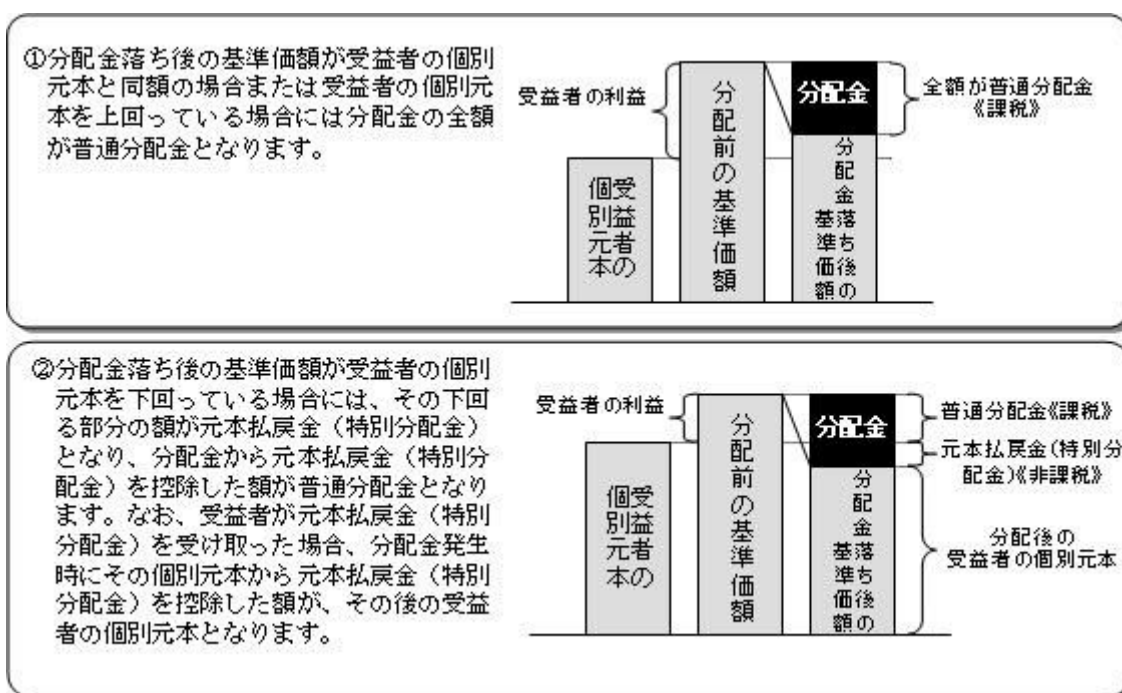 ①分配金落ち後の基準価額が受益者の個別
元本と同額の場合または受益者の個別元
本を上回っている場合には分配金の全額
が普通分配金となります。
受益者の利益
受益者の
個別元本
分配前の基準価額
分配金
分配金落ち後の
基準価額
全額が普通分配金
《課税》
②分配金落ち後の基準価額が受益者の個別
元本を下回っている場合には、その下回
る部分の額が元本払戻金（特別分配金）
となり、分配金から元本払戻金（特別分
配金）を控除した額が普通分配金となり
ます。なお、受益者が元本払戻金（特別
分配金）を受け取った場合、分配金発生
時にその個別元本から元本払戻金（特別
分配金）を控除した額が、その後の受益
者の個別元本となります。
受益者の利益
受益者の
個別元本
分配前の基準価額
分配金
分配金落ち後の
基準価額
普通分配金《課税》
元本払戻金(特別分
配金)《非課税》
分配後の
受益者の個別元本